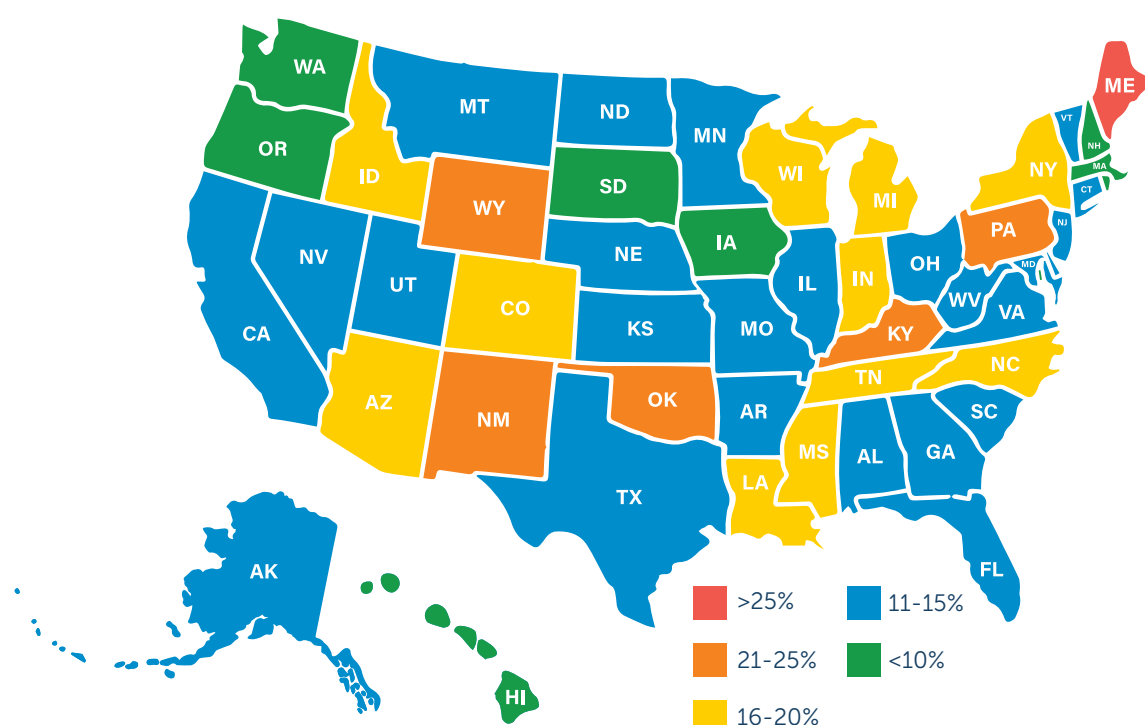 WA
MT
ND
MN
ME
VT
NH
MA
CT
OR
ID
WY
SD
WI
MI
NY
IA
NE
PA
NJ
NV
UT
CO
KS
MO
IL
IN
OH
MD
WV
VA
KY
CA
AZ
NM
OK
AR
TN
NC
SC
MS
AL
GA
LA
TX
FL
AK
HI
>25%
11-15%
21-25%
<10%
16-20%